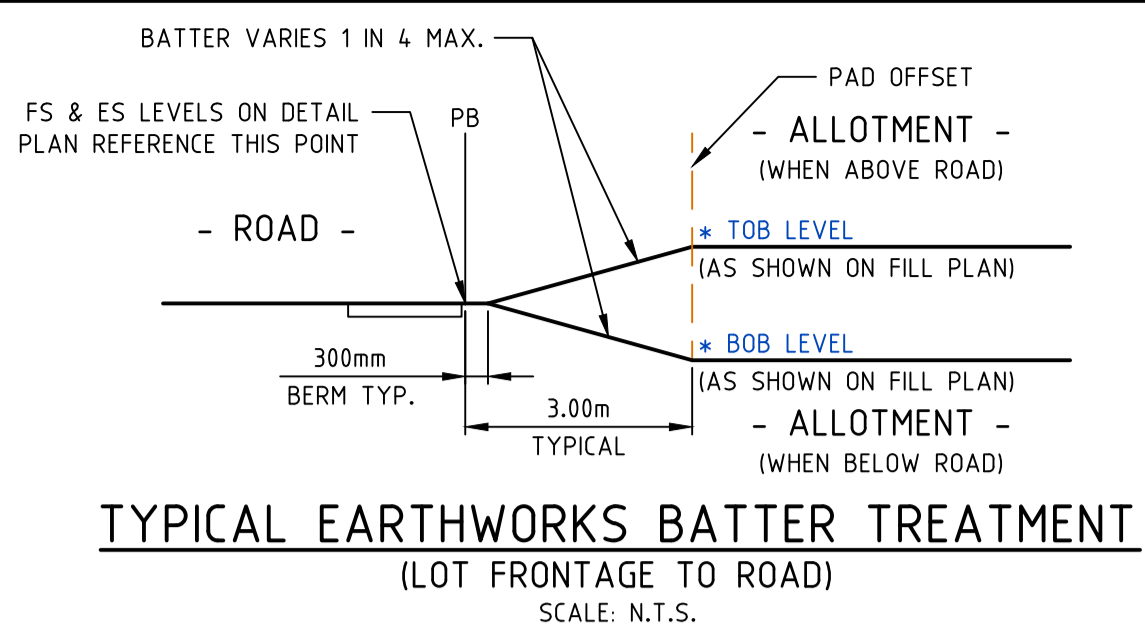 BATTER VARIES 1 IN 4 MAX.
PAD OFFSET
FS & ES LEVELS ON DETAIL
PLAN REFERENCE THIS POINT
PB
- ALLOTMENT -
(WHEN ABOVE ROAD)
- ROAD -
* TOB LEVEL
(AS SHOWN ON FILL PLAN)
300mm
BERM TYP.
* BOB LEVEL
(AS SHOWN ON FILL PLAN)
3.00m
TYPICAL
- ALLOTMENT -
(WHEN BELOW ROAD)
TYPICAL EARTHWORKS BATTER TREATMENT
(LOT FRONTAGE TO ROAD)
SCALE: N.T.S.